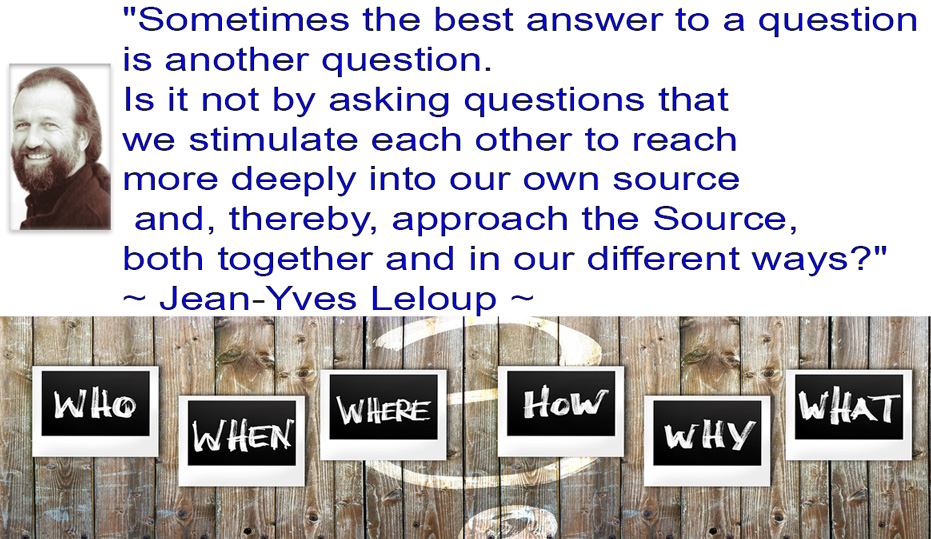 "Sometimes the best answer to a question
is another question.
Is it not by asking questions that
we stimulate each other to reach
more deeply into our own source
and, thereby, approach the Source,
both together and in our different ways?"
~ Jean-Yves Leloup ~
WHO
WHEN
WHERE
HOW
WHY
WHAT